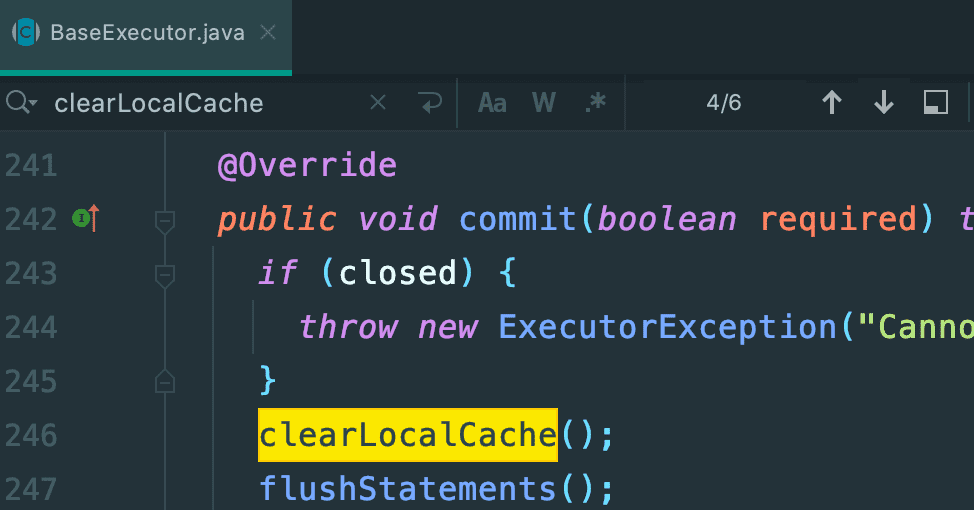 BaseExecutor.java
clearLocalCache Aa W .* 4/6
241 @Override
242 public void commit(boolean required) t
243 if (closed) {
244 throw new ExecutorException("Canno
245 }
246 clearLocalCache();
247 flushStatements();